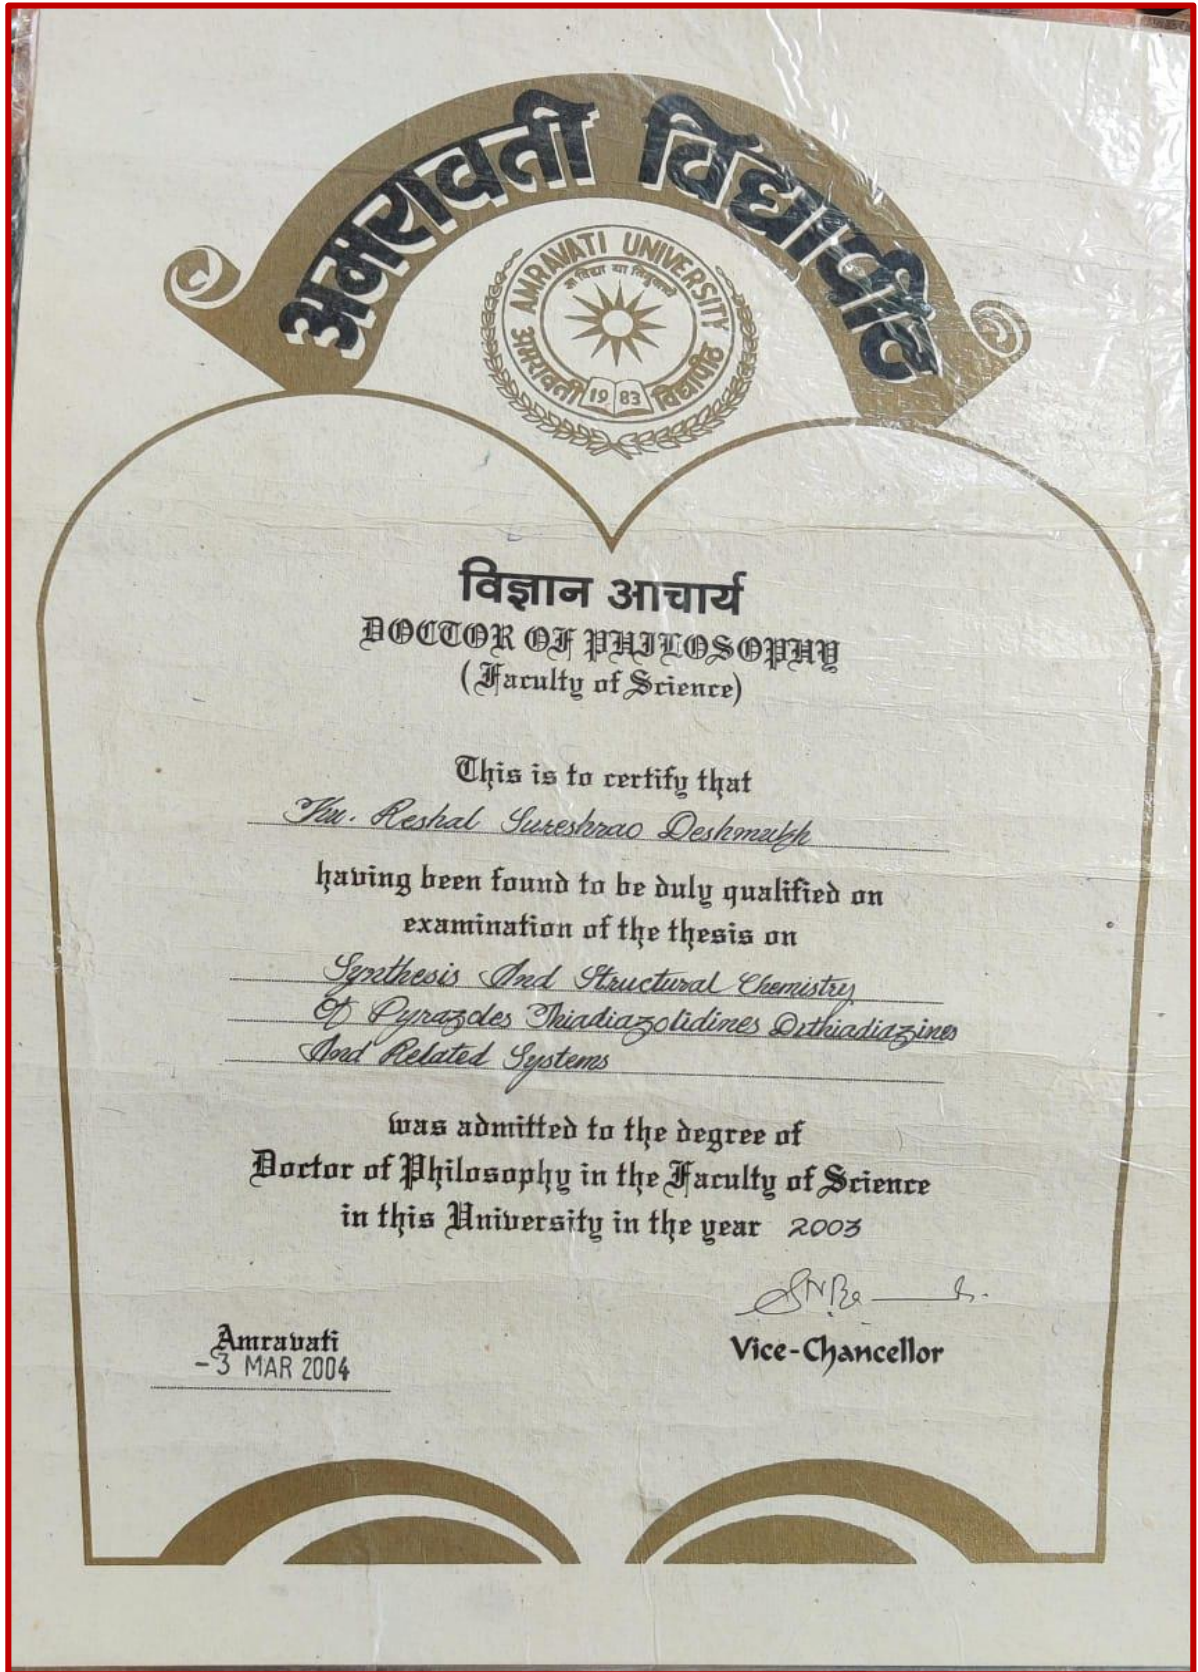 अमरावती विद्यापीठ
AMRAVATI UNIVERSITY
अमरावती विद्यापीठ
19 83
विज्ञान आचार्य
DOCTOR OF PHILOSOPHY
(Faculty of Science)
This is to certify that
Ku. Reshal Sureshrao Deshmukh
having been found to be duly qualified on
examination of the thesis on
Synthesis And Structural Chemistry
Of Pyrazoles Thiadiazolidines Dithiadiazines
And Related Systems
was admitted to the degree of
Doctor of Philosophy in the Faculty of Science
in this University in the year 2003
Amravati
-3 MAR 2004
Vice-Chancellor